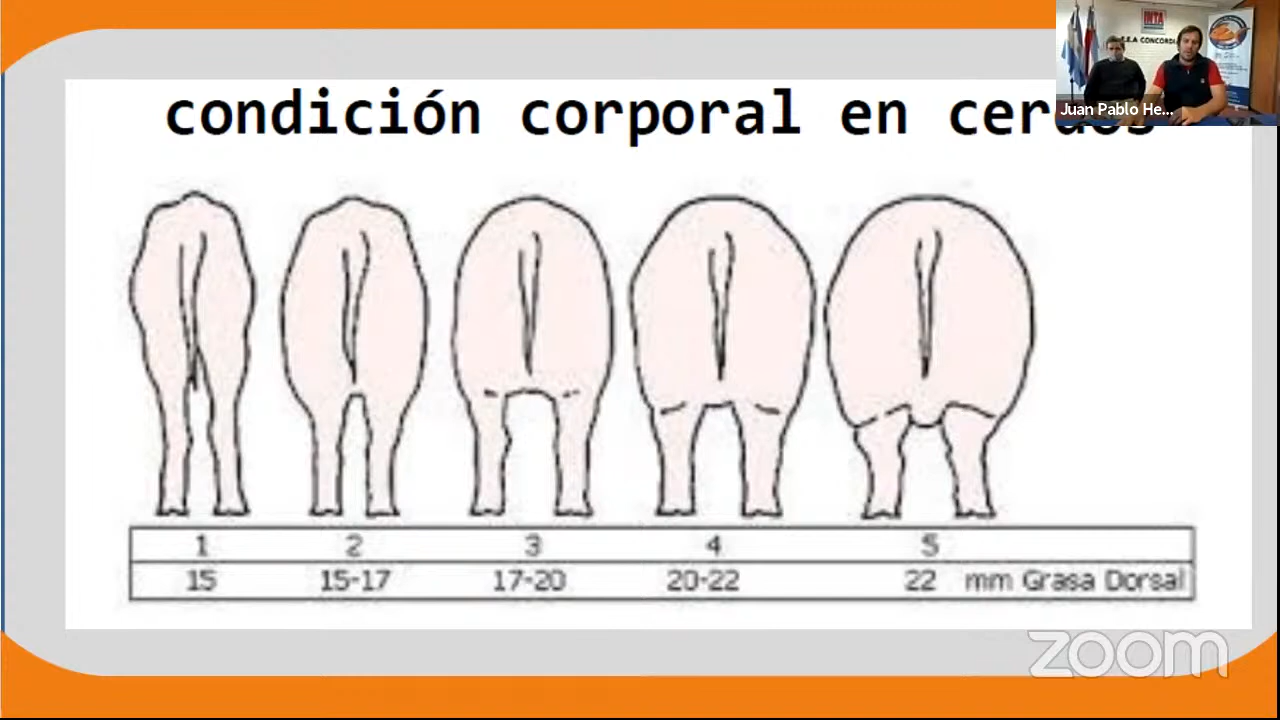 condición corporal en cerdos
INTA
E.E.A CONCORDIA
Juan Pablo He...
1 2 3 4 5
15 15-17 17-20 20-22 22 mm Grasa Dorsal
zoom